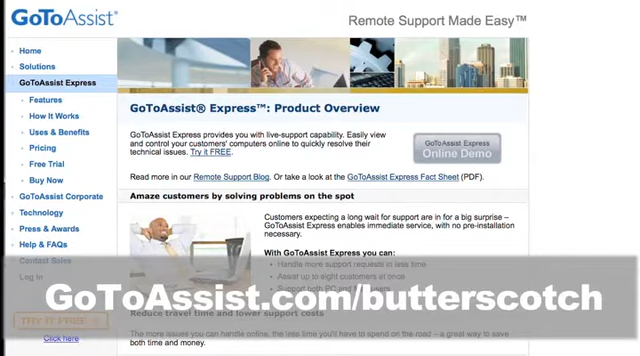 GoToAssist®
Remote Support Made Easy™
Home
Solutions
GoToAssist Express
Features
How It Works
Uses & Benefits
Pricing
Free Trial
Buy Now
GoToAssist Corporate
Technology
Press & Awards
Help & FAQs
Contact Sales
Log In
TRY IT FREE
Click here
GoToAssist® Express™: Product Overview
GoToAssist Express provides you with live-support capability. Easily view
and control your customers' computers online to quickly resolve their
technical issues. Try it FREE.
GoToAssist Express
Online Demo
Read more in our Remote Support Blog. Or take a look at the GoToAssist Express Fact Sheet (PDF).
Amaze customers by solving problems on the spot
Customers expecting a long wait for support are in for a big surprise –
GoToAssist Express enables immediate service, with no pre-installation
necessary.
With GoToAssist Express you can:
Handle more support requests in less time
Assist up to eight customers at once
Support both PC and
GoToAssist.com/butterscotch
Reduce travel time and lower support costs
The more issues you can handle online, the less time you'll have to spend on the road – a great way to save
both time and money.